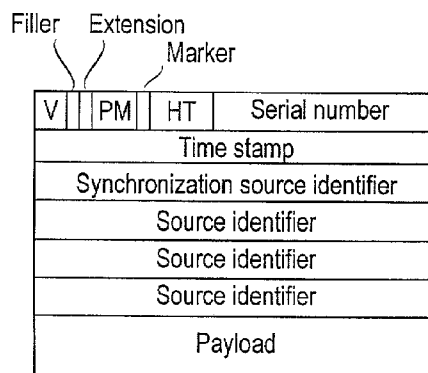 Filler Extension
Marker
V PM HT Serial number
Time stamp
Synchronization source identifier
Source identifier
Source identifier
Source identifier
Payload